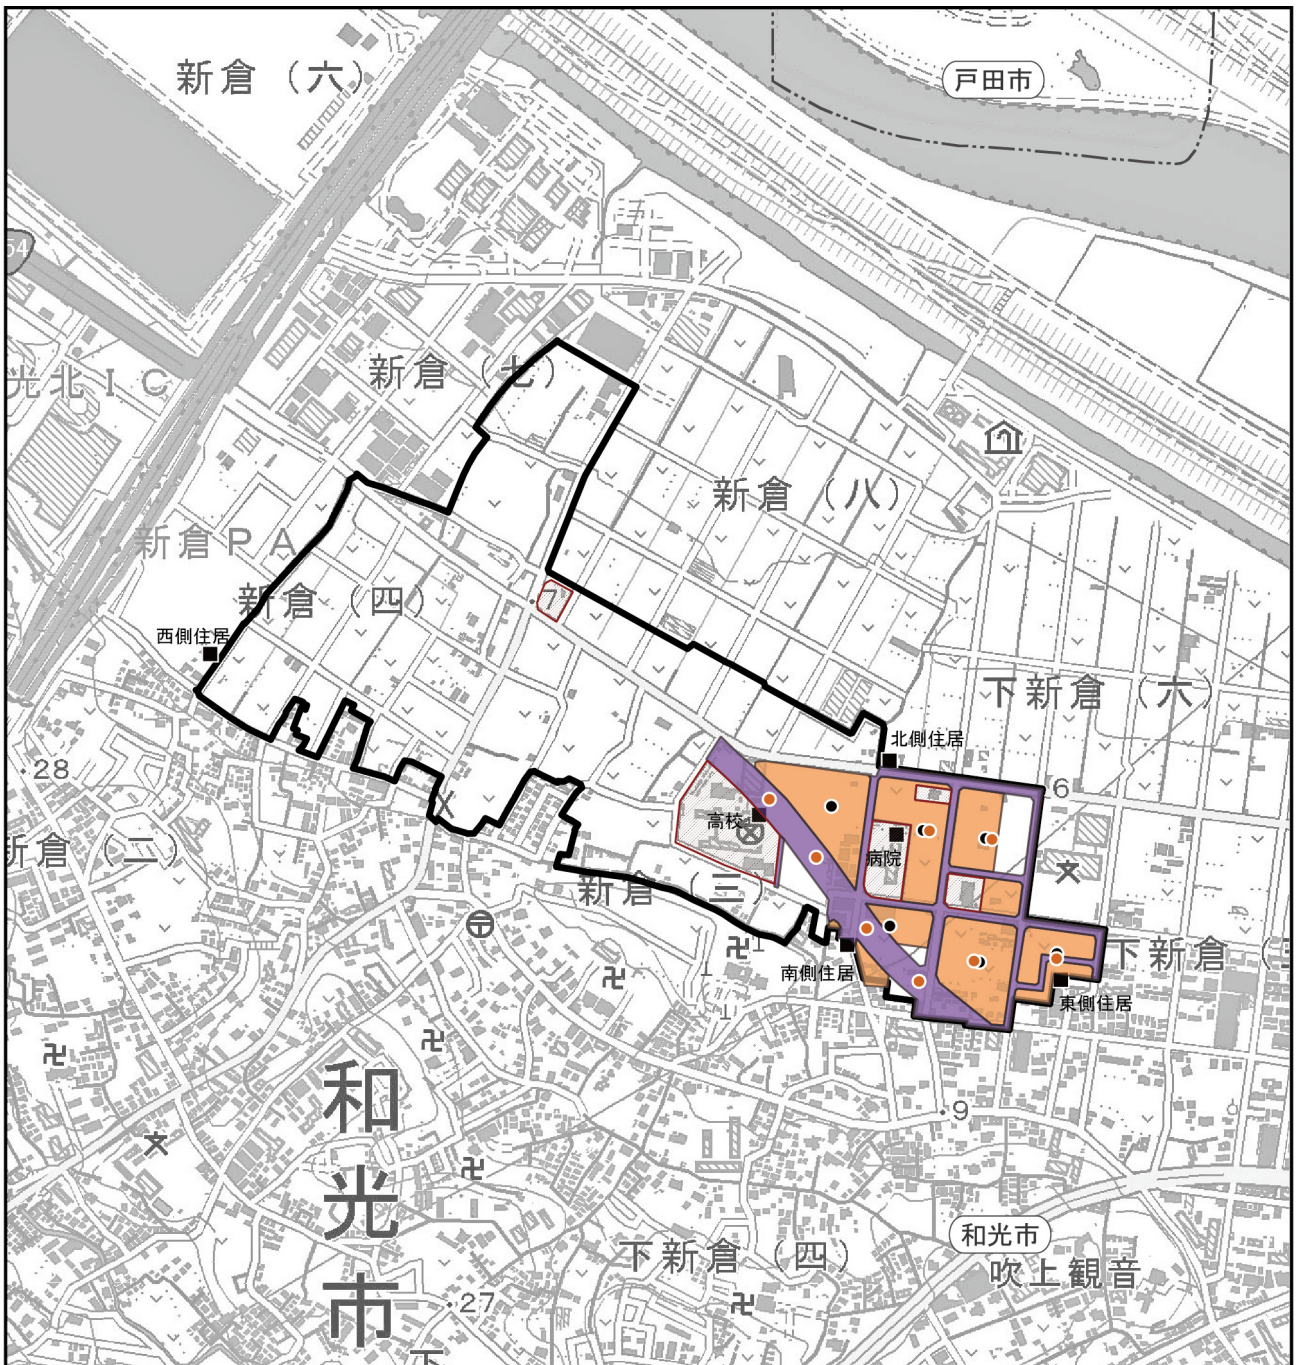 新倉（六）
戸田市
54
光北ＩＣ
新倉（七）
新倉（八）
新倉ＰＡ
新倉（四）
7
西側住居
下新倉（六）
北側住居
28
6
高校
病院
新倉（二）
新倉（三）
南側住居
下新倉（三
東側住居
和光市
9
和光市
吹上観音
下新倉（四）
27
下